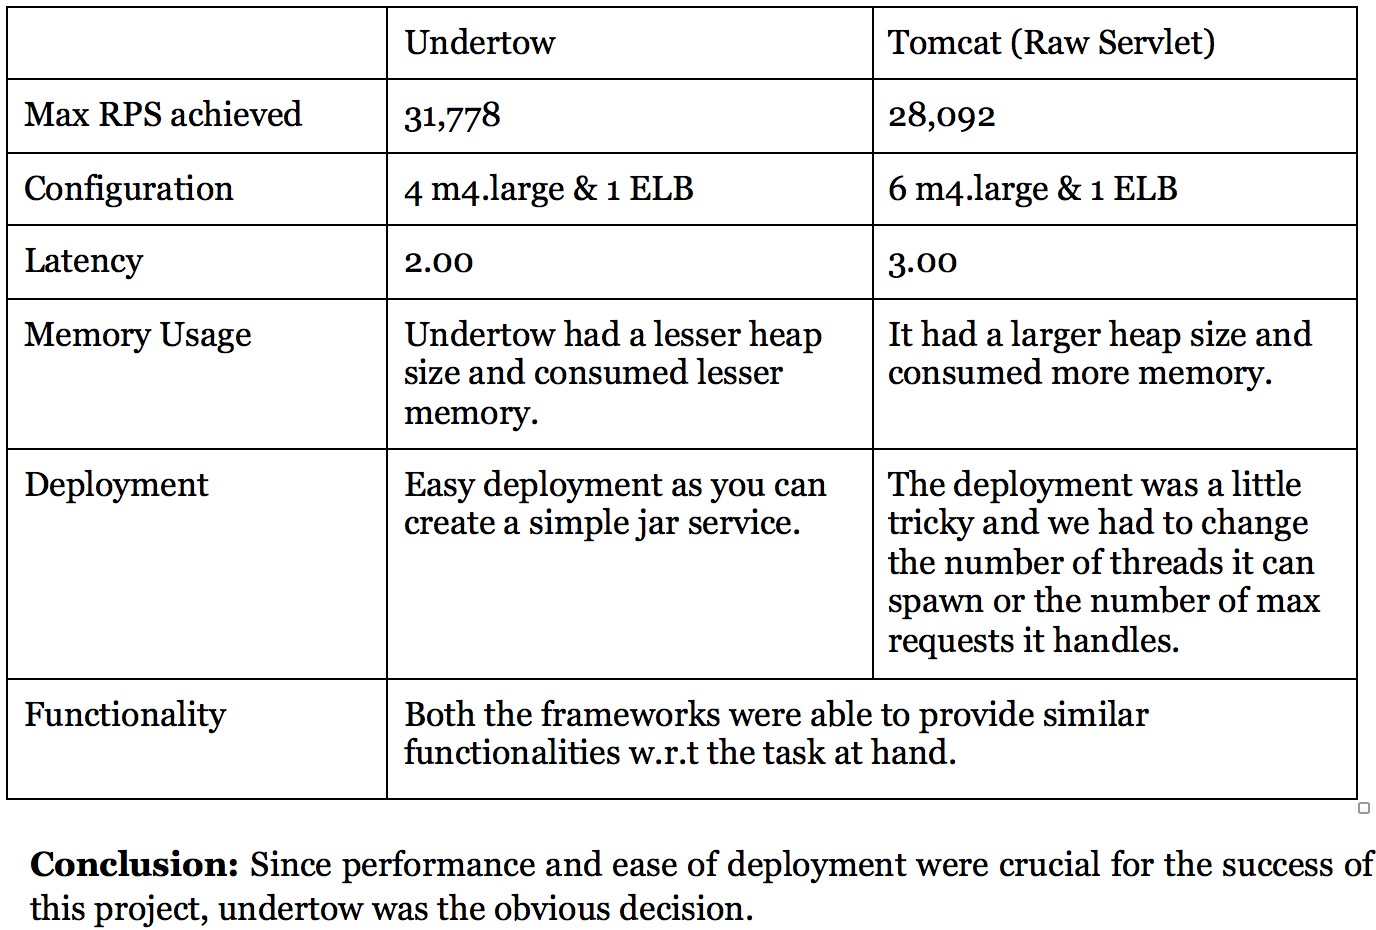 Undertow
Tomcat (Raw Servlet)
Max RPS achieved
31,778
28,092
Configuration
4 m4.large & 1 ELB
6 m4.large & 1 ELB
Latency
2.00
3.00
Memory Usage
Undertow had a lesser heap
size and consumed lesser
memory.
It had a larger heap size and
consumed more memory.
Deployment
Easy deployment as you can
create a simple jar service.
The deployment was a little
tricky and we had to change
the number of threads it can
spawn or the number of max
requests it handles.
Functionality
Both the frameworks were able to provide similar
functionalities w.r.t the task at hand.
Conclusion: Since performance and ease of deployment were crucial for the success of
this project, undertow was the obvious decision.